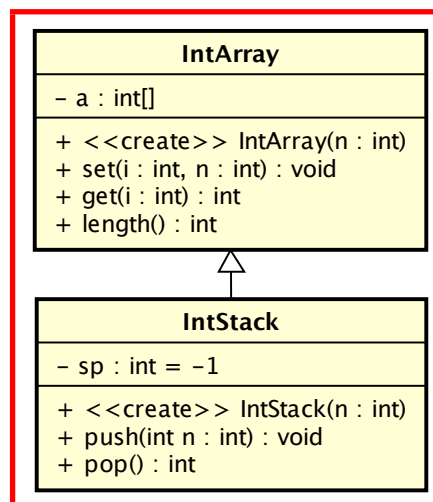 IntArray
– a : int[]
+ <<create>> IntArray(n : int)
+ set(i : int, n : int) : void
+ get(i : int) : int
+ length() : int
IntStack
– sp : int = –1
+ <<create>> IntStack(n : int)
+ push(int n : int) : void
+ pop() : int